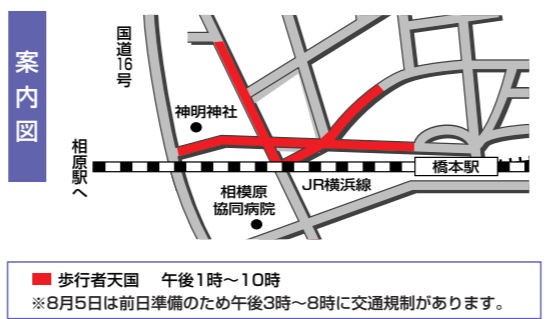 案内図
国道16号
神明神社
相原駅へ
橋本駅
JR横浜線
相模原
協同病院
歩行者天国 午後1時～10時
※8月5日は前日準備のため午後3時～8時に交通規制があります。